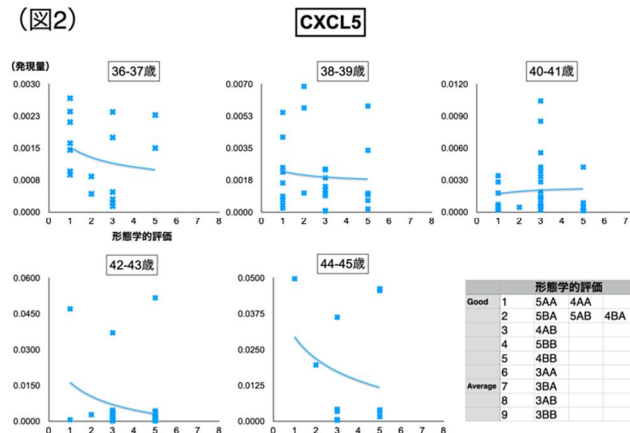 （図2）
CXCL5
（発現量）
36-37歳
0.0030
0.0023
0.0015
0.0008
0.0000
0 1 2 3 4 5 6 7 8
形態学的評価
38-39歳
0.0070
0.0053
0.0035
0.0018
0.0000
0 1 2 3 4 5 6 7 8
40-41歳
0.0120
0.0090
0.0060
0.0030
0.0000
0 1 2 3 4 5 6 7 8
42-43歳
0.0600
0.0450
0.0300
0.0150
0.0000
0 1 2 3 4 5 6 7 8
44-45歳
0.0500
0.0375
0.0250
0.0125
0.0000
0 1 2 3 4 5 6 7 8
形態学的評価
Good 1 5AA 4AA
2 5BA 5AB 4BA
3 4AB
4 5BB
5 4BB
6 3AA
Average 7 3BA
8 3AB
9 3BB